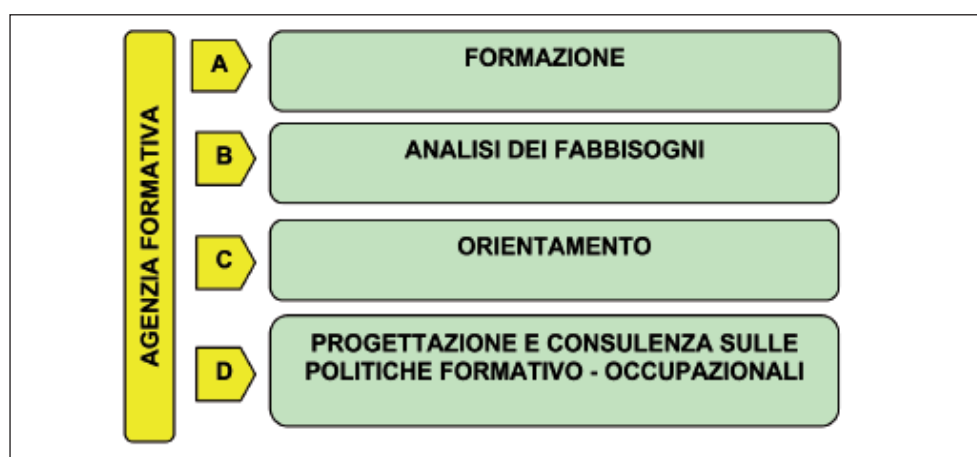 AGENZIA FORMATIVA
A
FORMAZIONE
B
ANALISI DEI FABBISOGNI
C
ORIENTAMENTO
D
PROGETTAZIONE E CONSULENZA SULLE
POLITICHE FORMATIVO - OCCUPAZIONALI